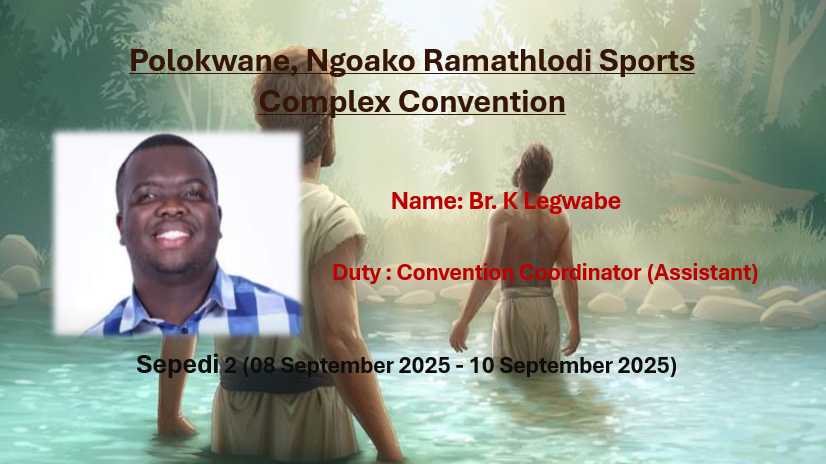 Polokwane, Ngoako Ramathlodi Sports
Complex Convention
Name: Br. K Legwabe
Duty : Convention Coordinator (Assistant)
Sepedi 2 (08 September 2025 - 10 September 2025)